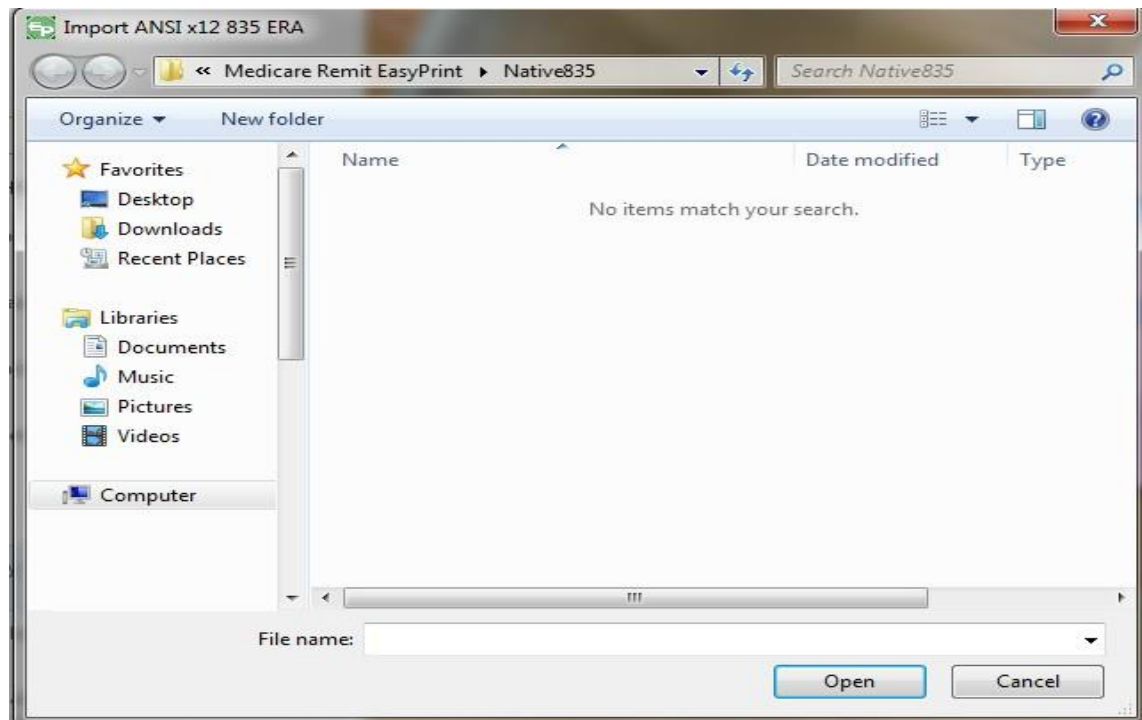 EP Import ANSI x12 835 ERA
« Medicare Remit EasyPrint ▸ Native835 Search Native835
Organize New folder
Favorites
Desktop
Downloads
Recent Places
Libraries
Documents
Music
Pictures
Videos
Computer
Name Date modified Type
No items match your search.
File name:
Open Cancel